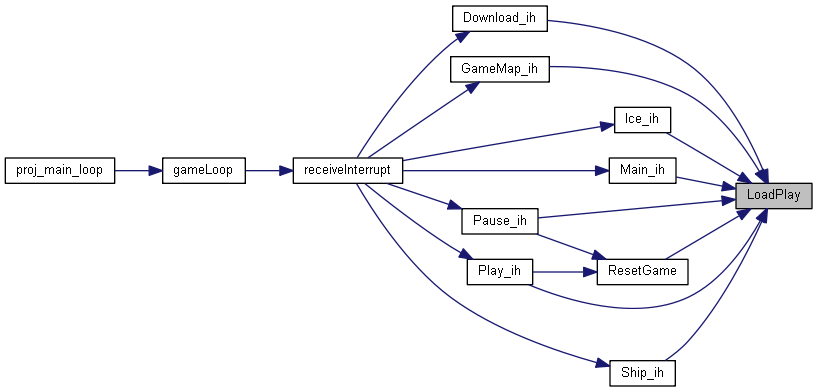 Download_ih
GameMap_ih
Ice_ih
proj_main_loop
gameLoop
receiveInterrupt
Main_ih
LoadPlay
Pause_ih
Play_ih
ResetGame
Ship_ih